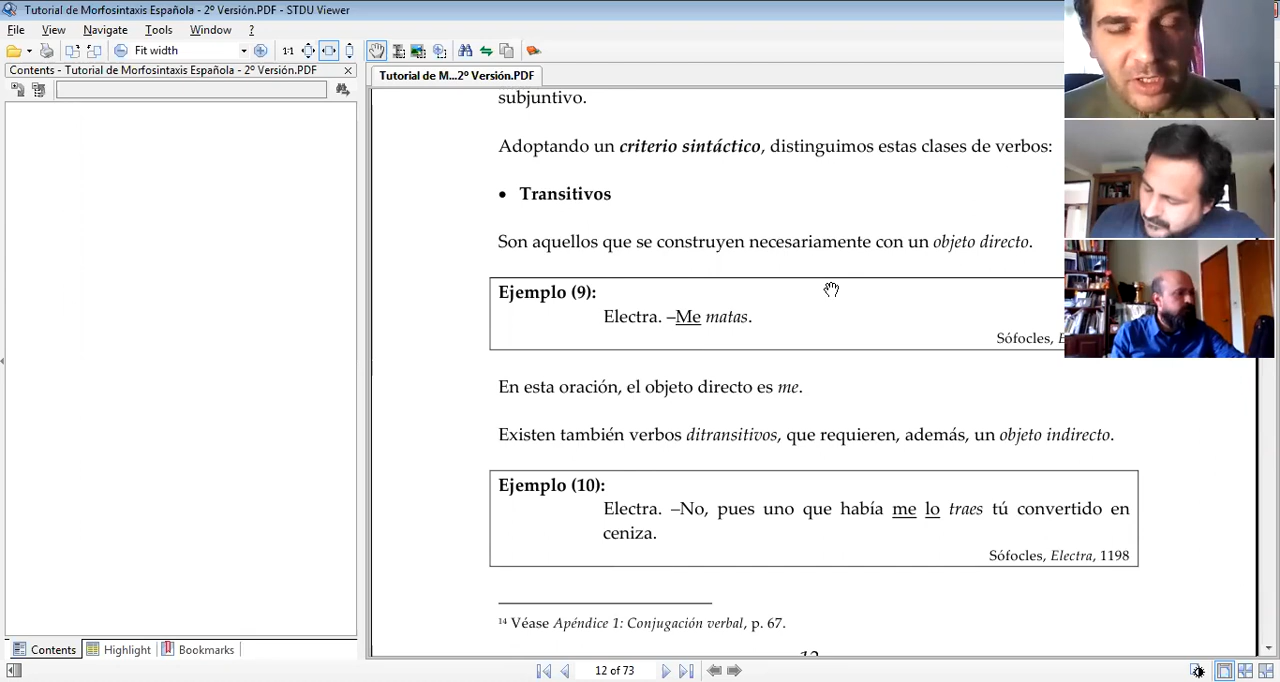 Tutorial de Morfosintaxis Española - 2º Versión.PDF - STDU Viewer
File View Navigate Tools Window ?
Fit width 1:1
Contents - Tutorial de Morfosintaxis Española - 2º Versión.PDF
Tutorial de M...2º Versión.PDF
subjuntivo.
Adoptando un criterio sintáctico, distinguimos estas clases de verbos:
• Transitivos
Son aquellos que se construyen necesariamente con un objeto directo.
Ejemplo (9):
Electra. –Me matas.
Sófocles,
En esta oración, el objeto directo es me.
Existen también verbos ditransitivos, que requieren, además, un objeto indirecto.
Ejemplo (10):
Electra. –No, pues uno que había me lo traes tú convertido en
ceniza.
Sófocles, Electra, 1198
14 Véase Apéndice 1: Conjugación verbal, p. 67.
12
Contents Highlight Bookmarks
12 of 73